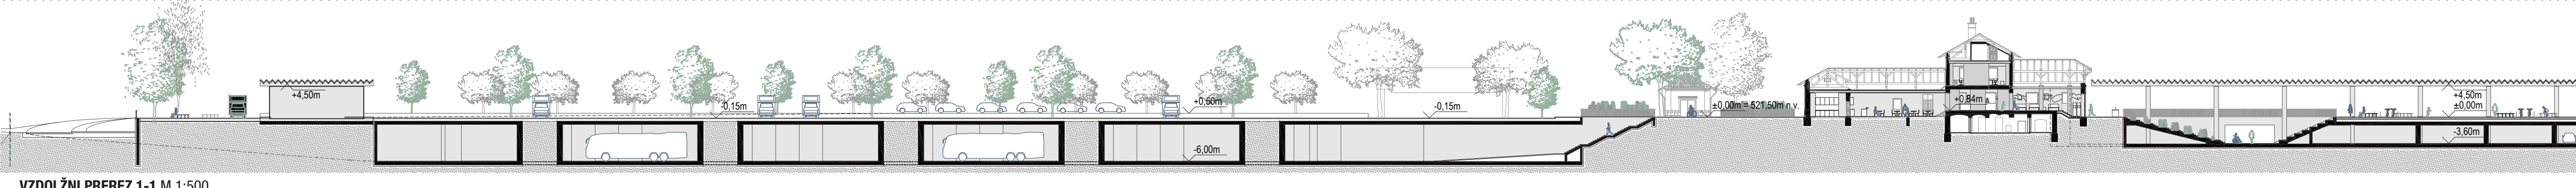 +4,50m
-0,15m
+0,60m
-0,15m
±0,00m = 521,50m n.v.
+0,84m
+4,50m
±0,00m
-6,00m
-3,60m
VZDOLŽNI PREREZ 1-1 M 1:500